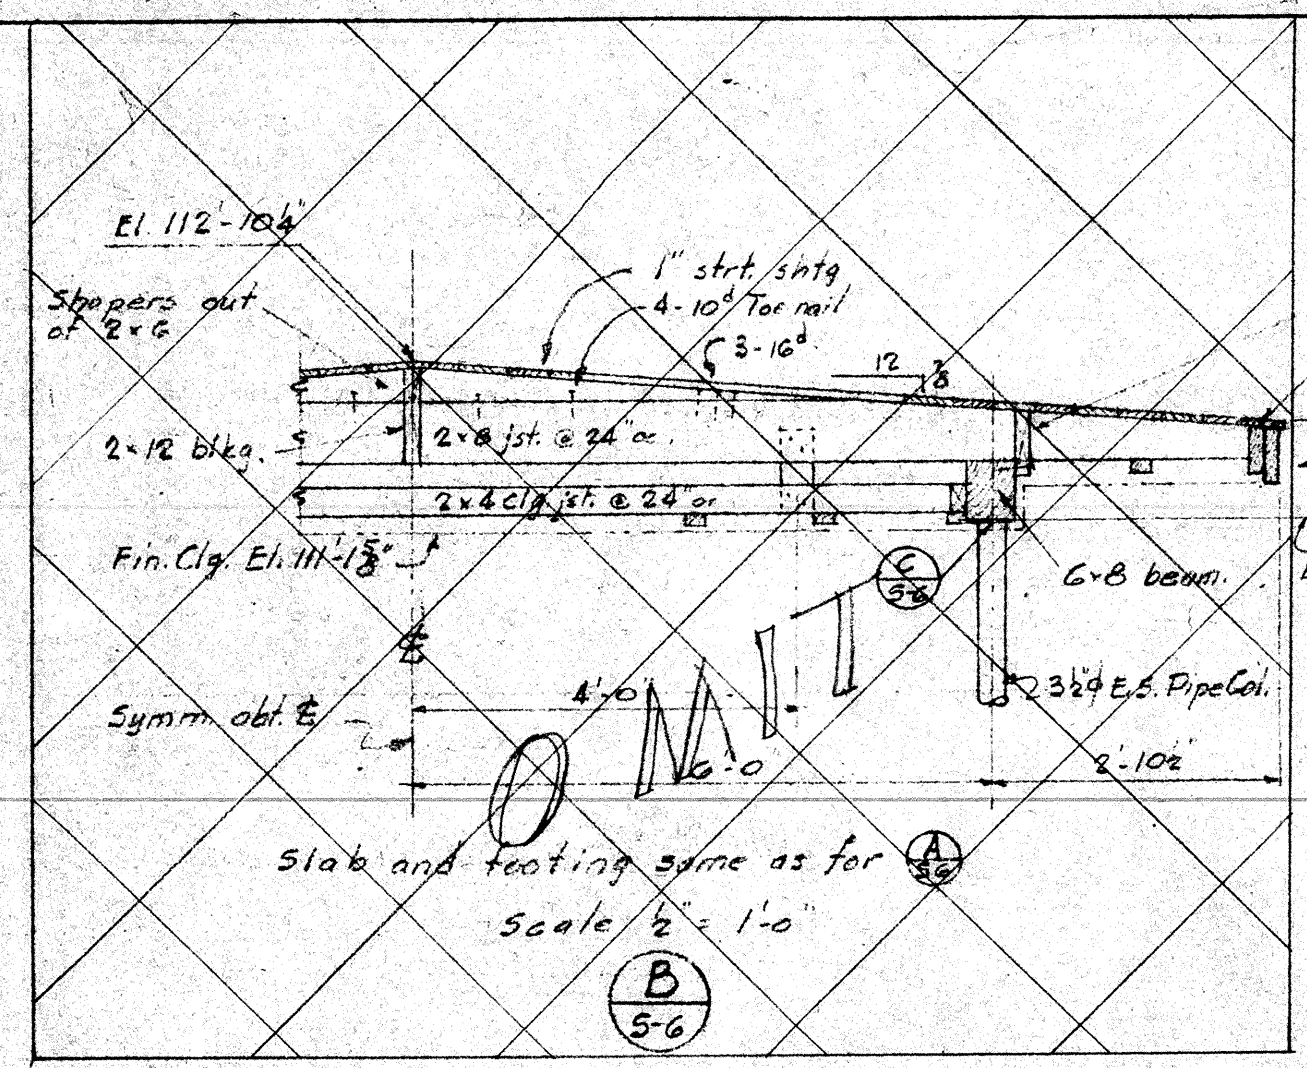 El. 112'-10¼"
Shapers out
of 2×6
1" strt. shtg
4-10d Toe nail
3-16d
12
7/8
2×12 blkg.
2×8 jst. @ 24" oc.
2×4 clg. jst. @ 24" oc
Fin. Clg. El. 111'-1⅝"
C
S-6
6×8 beam.
℄
4'-0"
3½"φ E.S. Pipe Col.
Symm. abt. ℄
OMIT
6'-0
2'-10½"
Slab and footing same as for A
S-6
Scale ½" = 1'-0"
B
S-6